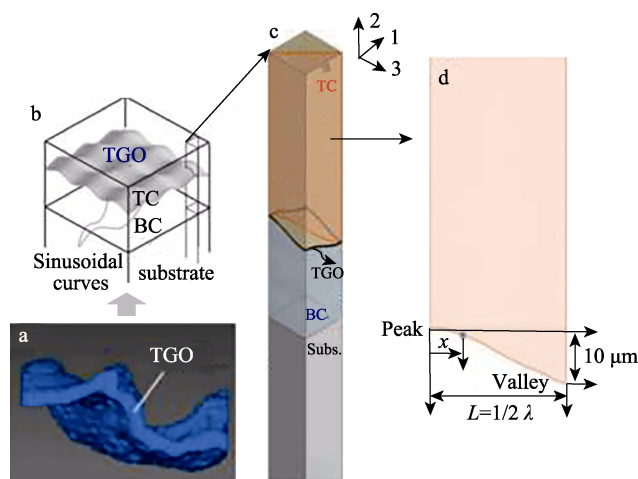 a
TGO
b
TGO
TC
BC
Sinusoidal
curves
substrate
c
2
1
3
TC
TGO
BC
Subs.
d
Peak
x
10 μm
Valley
L=1/2 λ